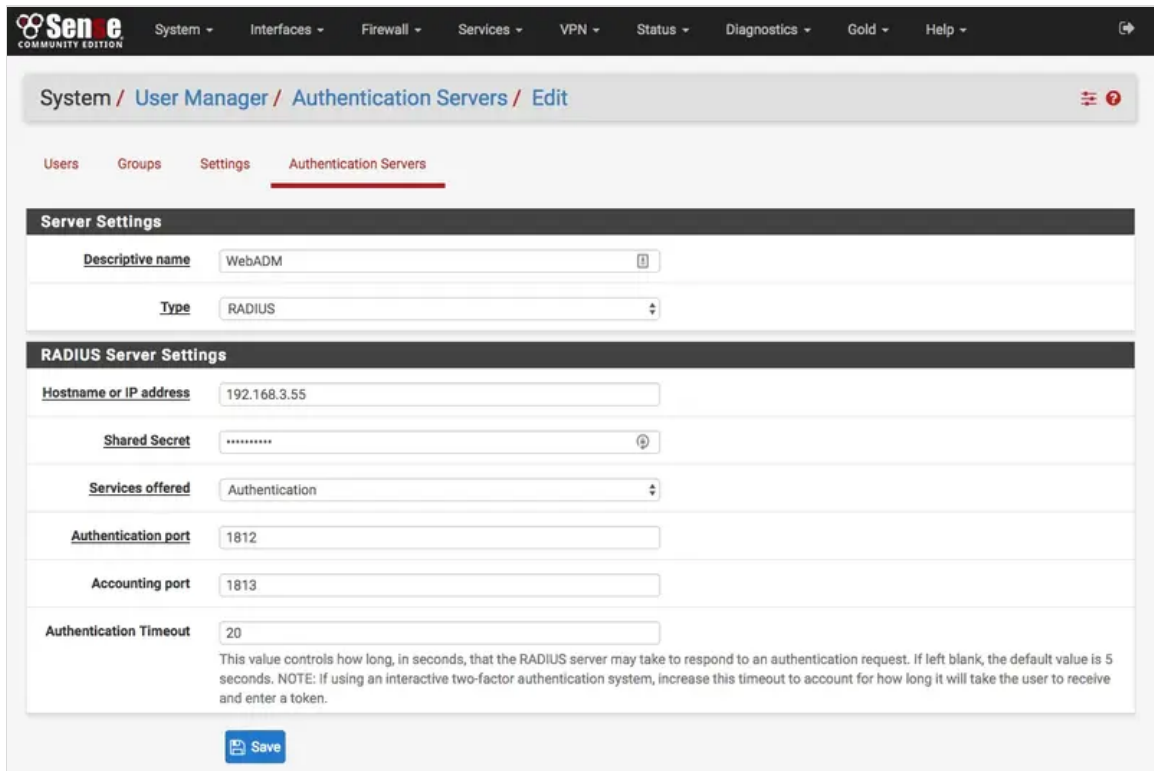 COMMUNITY EDITION
System Interfaces Firewall Services VPN Status Diagnostics Gold Help
System / User Manager / Authentication Servers / Edit
Users Groups Settings Authentication Servers
Server Settings
Descriptive name WebADM
Type RADIUS
RADIUS Server Settings
Hostname or IP address 192.168.3.55
Shared Secret ••••••••••
Services offered Authentication
Authentication port 1812
Accounting port 1813
Authentication Timeout 20
This value controls how long, in seconds, that the RADIUS server may take to respond to an authentication request. If left blank, the default value is 5
seconds. NOTE: If using an interactive two-factor authentication system, increase this timeout to account for how long it will take the user to receive
and enter a token.
Save